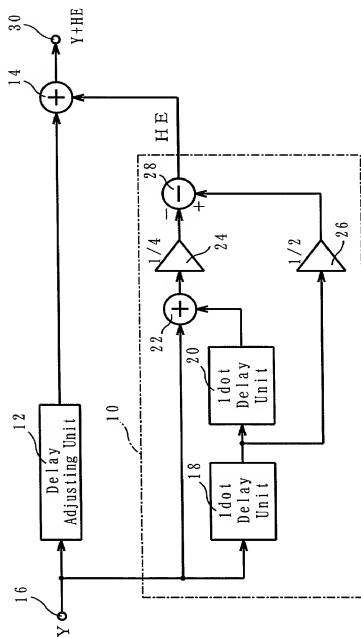 16
Y
12
Delay
Adjusting Unit
14
30
Y+HE
HE
10
28
−
+
1/4
24
22
1/2
26
18
1dot
Delay
Unit
20
1dot
Delay
Unit